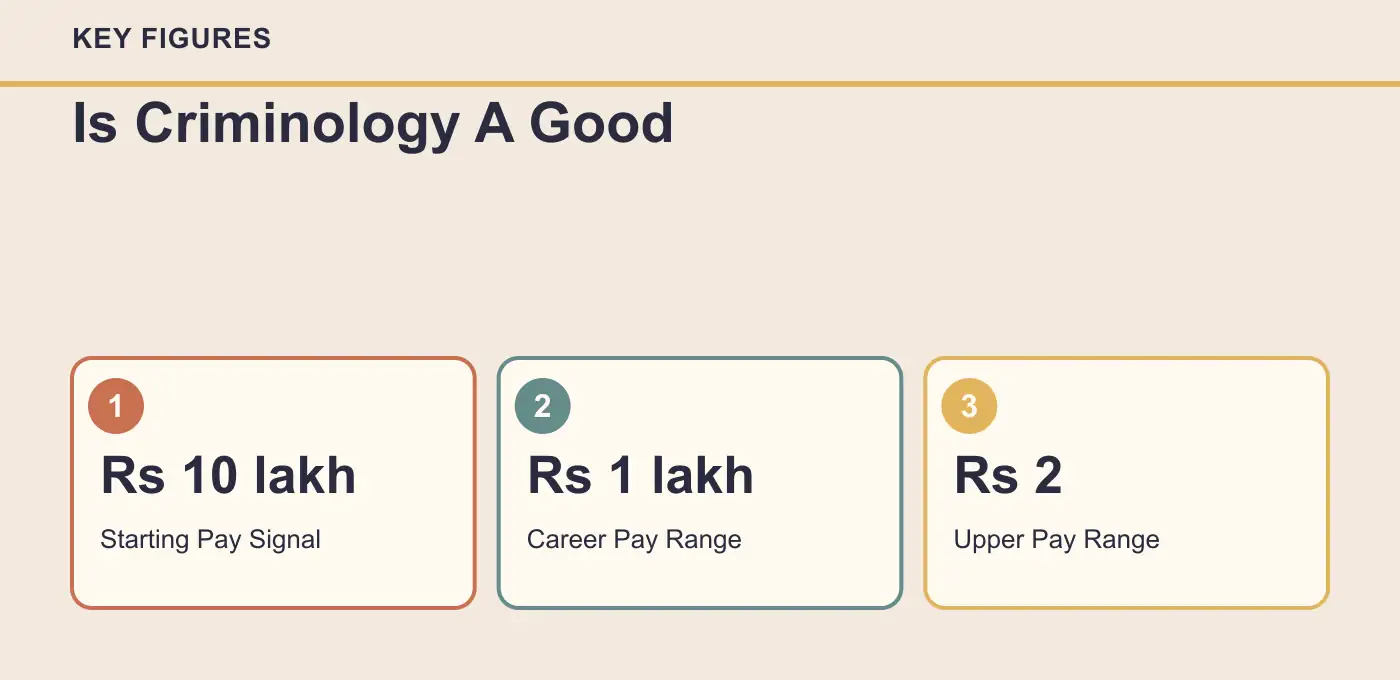 KEY FIGURES
Is Criminology A Good
1
Rs 10 lakh
Starting Pay Signal
2
Rs 1 lakh
Career Pay Range
3
Rs 2
Upper Pay Range